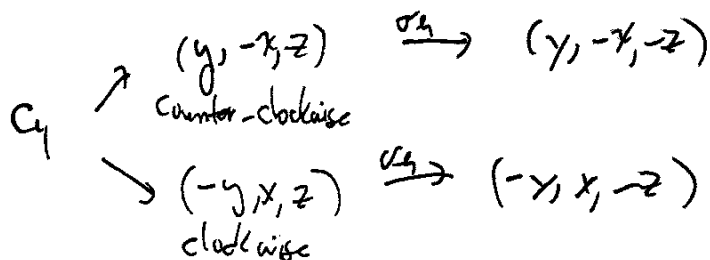 (y, -x, z) σh → (y, -x, -z)
counter-clockwise
C4
(-y, x, z) σh → (-y, x, -z)
clockwise